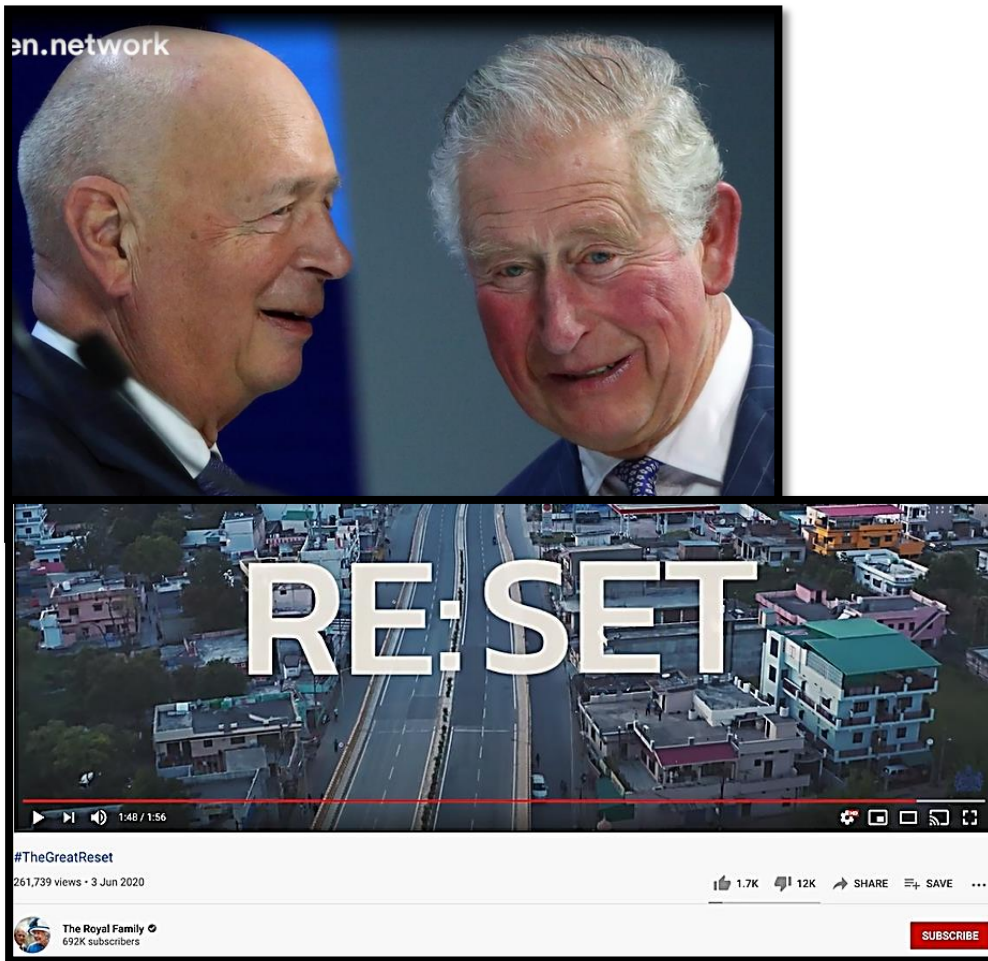 en.network
RE:SET
1:48 / 1:56
#TheGreatReset
261,739 views • 3 Jun 2020
1.7K 12K SHARE SAVE
The Royal Family
692K subscribers
SUBSCRIBE